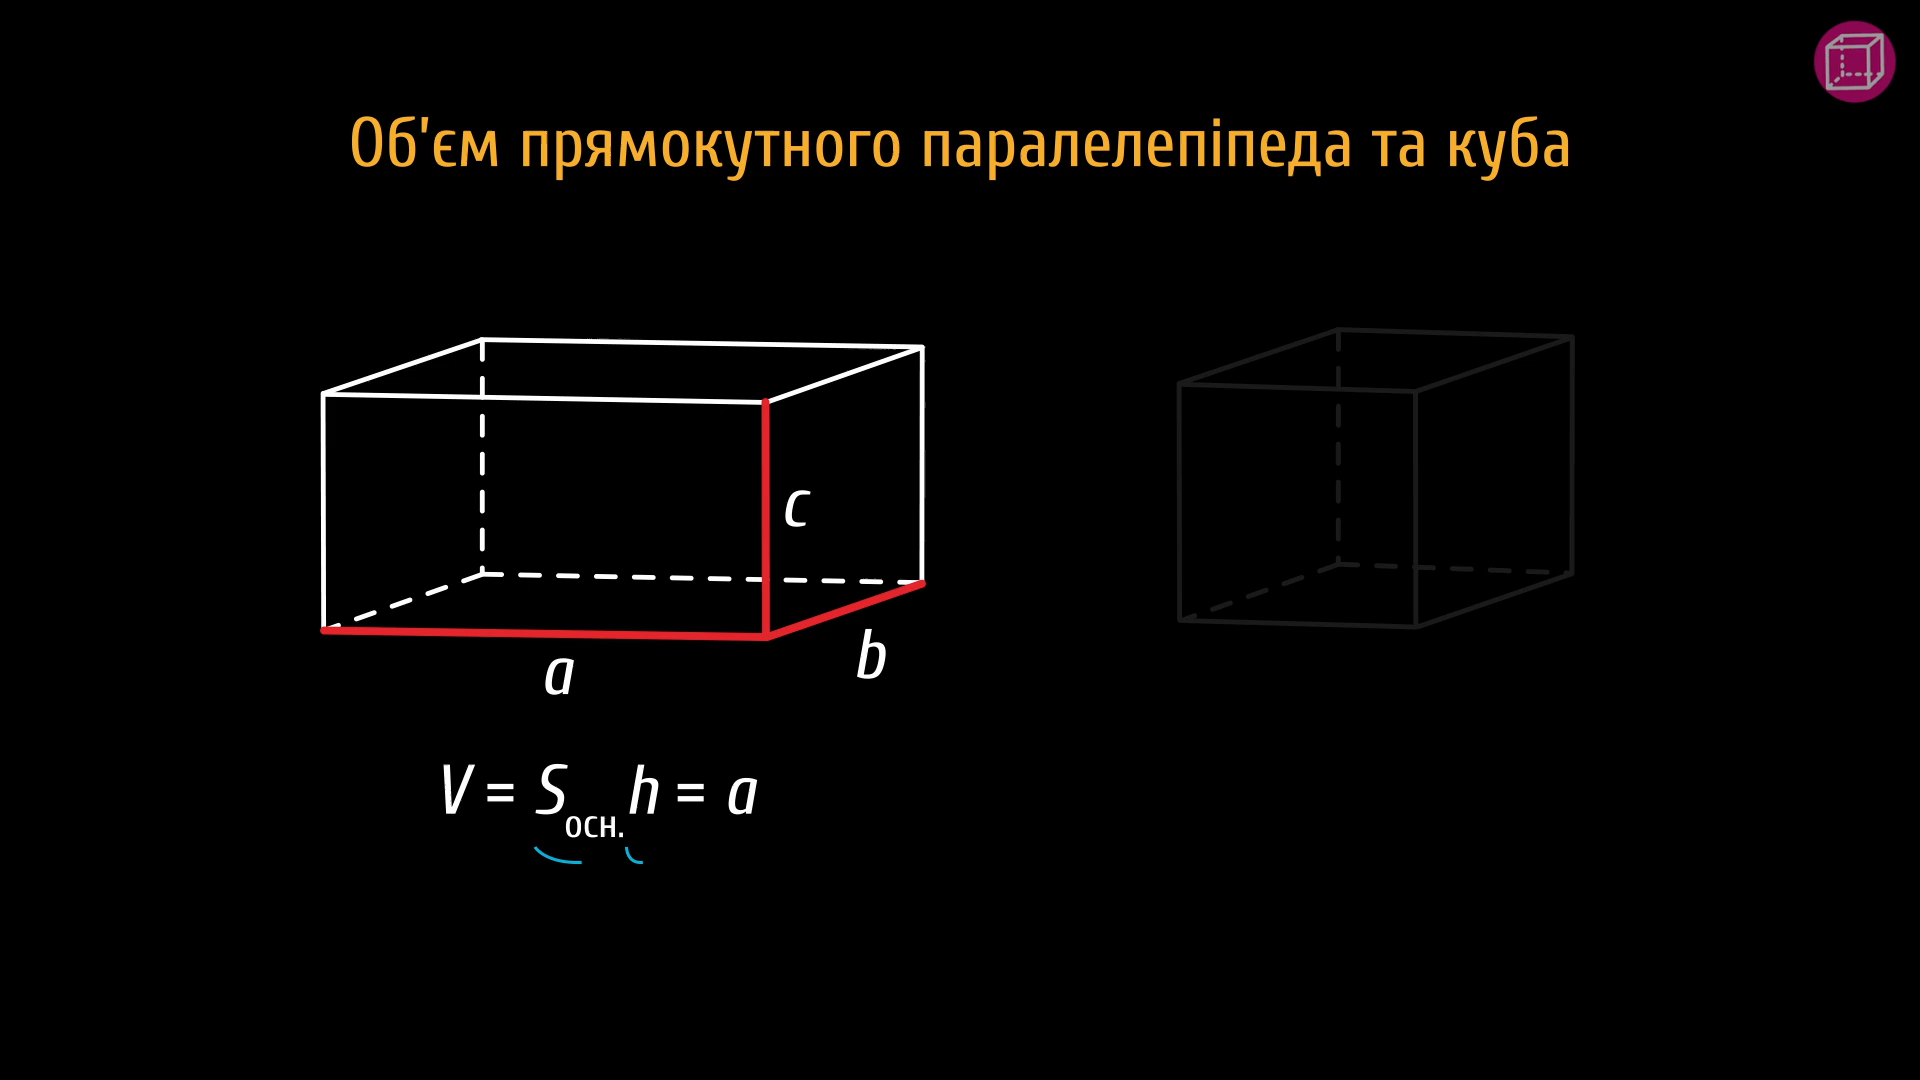 Об'єм прямокутного паралелепіпеда та куба
c
b
a
V = Sосн.h = a